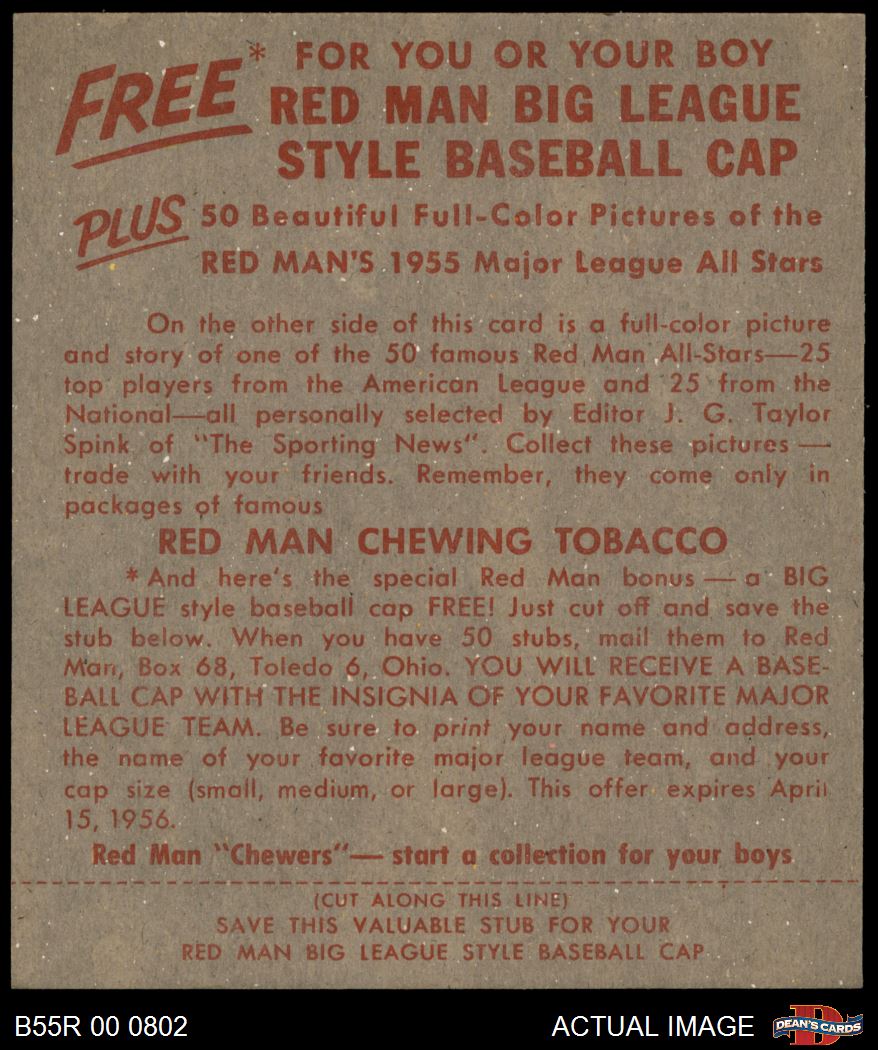 FREE* FOR YOU OR YOUR BOY
RED MAN BIG LEAGUE
STYLE BASEBALL CAP
PLUS 50 Beautiful Full-Color Pictures of the
RED MAN'S 1955 Major League All Stars
On the other side of this card is a full-color picture
and story of one of the 50 famous Red Man All-Stars—25
top players from the American League and 25 from the
National—all personally selected by Editor J. G. Taylor
Spink of "The Sporting News". Collect these pictures —
trade with your friends. Remember, they come only in
packages of famous
RED MAN CHEWING TOBACCO
* And here's the special Red Man bonus — a BIG
LEAGUE style baseball cap FREE! Just cut off and save the
stub below. When you have 50 stubs, mail them to Red
Man, Box 68, Toledo 6, Ohio. YOU WILL RECEIVE A BASE-
BALL CAP WITH THE INSIGNIA OF YOUR FAVORITE MAJOR
LEAGUE TEAM. Be sure to print your name and address,
the name of your favorite major league team, and your
cap size (small, medium, or large). This offer expires April
15, 1956.
Red Man "Chewers"— start a collection for your boys
(CUT ALONG THIS LINE)
SAVE THIS VALUABLE STUB FOR YOUR
RED MAN BIG LEAGUE STYLE BASEBALL CAP
B55R 00 0802 ACTUAL IMAGE D DEAN'S CARDS